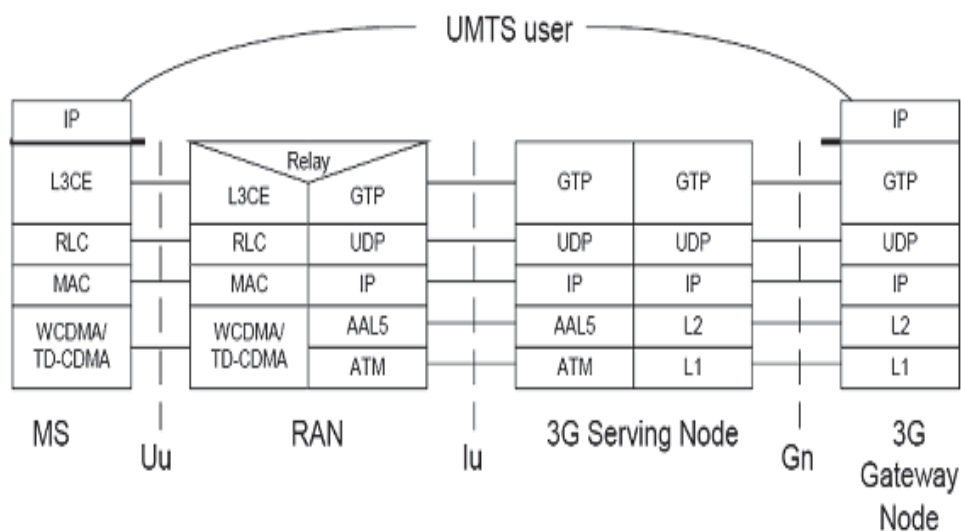 UMTS user
IP
L3CE
RLC
MAC
WCDMA/
TD-CDMA
MS
Uu
Relay
L3CE GTP
RLC UDP
MAC IP
WCDMA/
TD-CDMA
AAL5
ATM
RAN
Iu
GTP GTP
UDP UDP
IP IP
AAL5 L2
ATM L1
3G Serving Node
Gn
IP
GTP
UDP
IP
L2
L1
3G
Gateway
Node